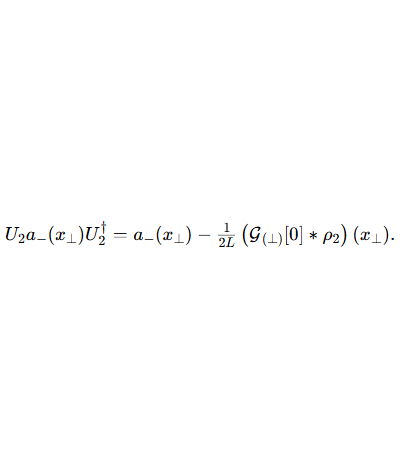 $U_2 a_-(x_\perp) U_2^\dagger = a_-(x_\perp) - \frac{1}{2L} \left( \mathcal{G}_{(\perp)}[0] * \rho_2 \right) (x_\perp).$